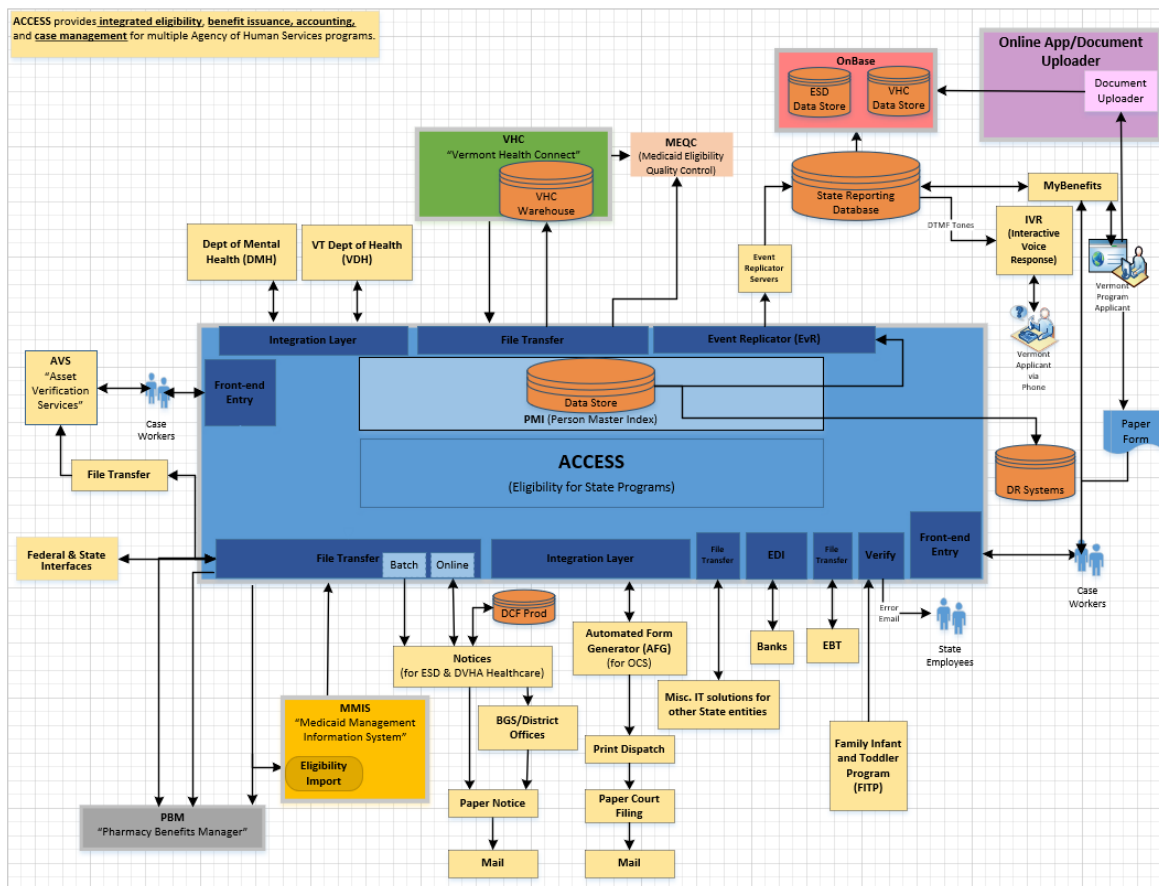 ACCESS provides integrated eligibility, benefit issuance, accounting,
and case management for multiple Agency of Human Services programs.
Online App/Document
Uploader
Document
Uploader
OnBase
ESD
Data Store
VHC
Data Store
VHC
“Vermont Health Connect”
VHC
Warehouse
MEQC
(Medicaid Eligibility
Quality Control)
State Reporting
Database
MyBenefits
DTMF Tones
IVR
(Interactive
Voice
Response)
Dept of Mental
Health (DMH)
VT Dept of Health
(VDH)
Event
Replicator
Servers
Vermont
Program
Applicant
?
Vermont
Applicant
via
Phone
Integration Layer
File Transfer
Event Replicator (EvR)
AVS
“Asset
Verification
Services”
Case
Workers
Front-end
Entry
Data Store
PMI (Person Master Index)
Paper
Form
ACCESS
(Eligibility for State Programs)
DR Systems
File Transfer
Federal & State
Interfaces
File Transfer
Batch
Online
Integration Layer
File
Transfer
EDI
File
Transfer
Verify
Front-end
Entry
Case
Workers
Error
Email
State
Employees
DCF Prod
Notices
(for ESD & DVHA Healthcare)
Automated Form
Generator (AFG)
(for OCS)
Banks
EBT
Misc. IT solutions for
other State entities
MMIS
“Medicaid Management
Information System”
Eligibility
Import
BGS/District
Offices
Print Dispatch
Family Infant
and Toddler
Program
(FITP)
PBM
“Pharmacy Benefits Manager”
Paper Notice
Paper Court
Filing
Mail
Mail